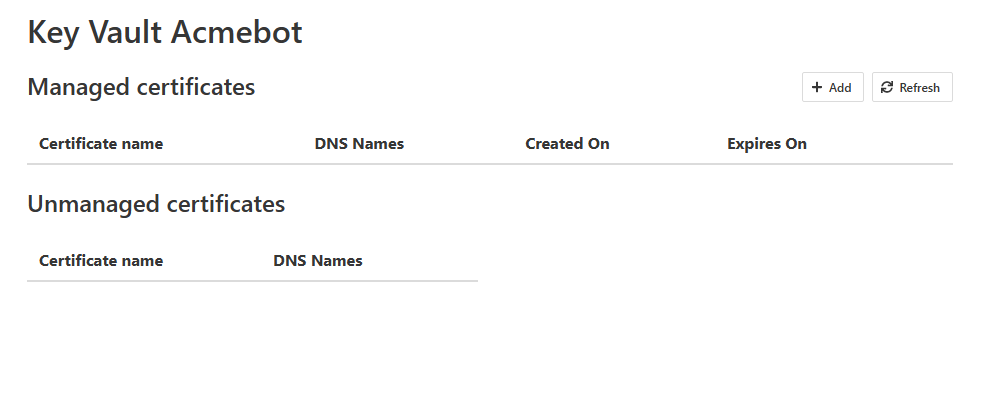 Key Vault Acmebot
Managed certificates
Add
Refresh
Certificate name DNS Names Created On Expires On
Unmanaged certificates
Certificate name DNS Names